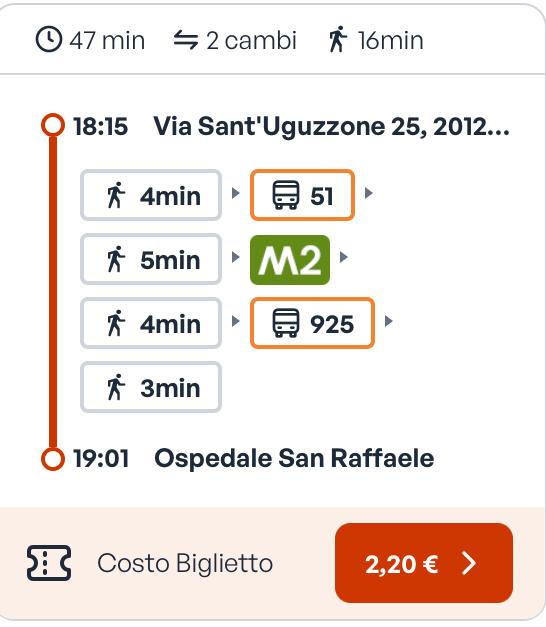 47 min 2 cambi 16min
18:15 Via Sant'Uguzzone 25, 2012...
4min 51
5min M2
4min 925
3min
19:01 Ospedale San Raffaele
Costo Biglietto 2,20 €